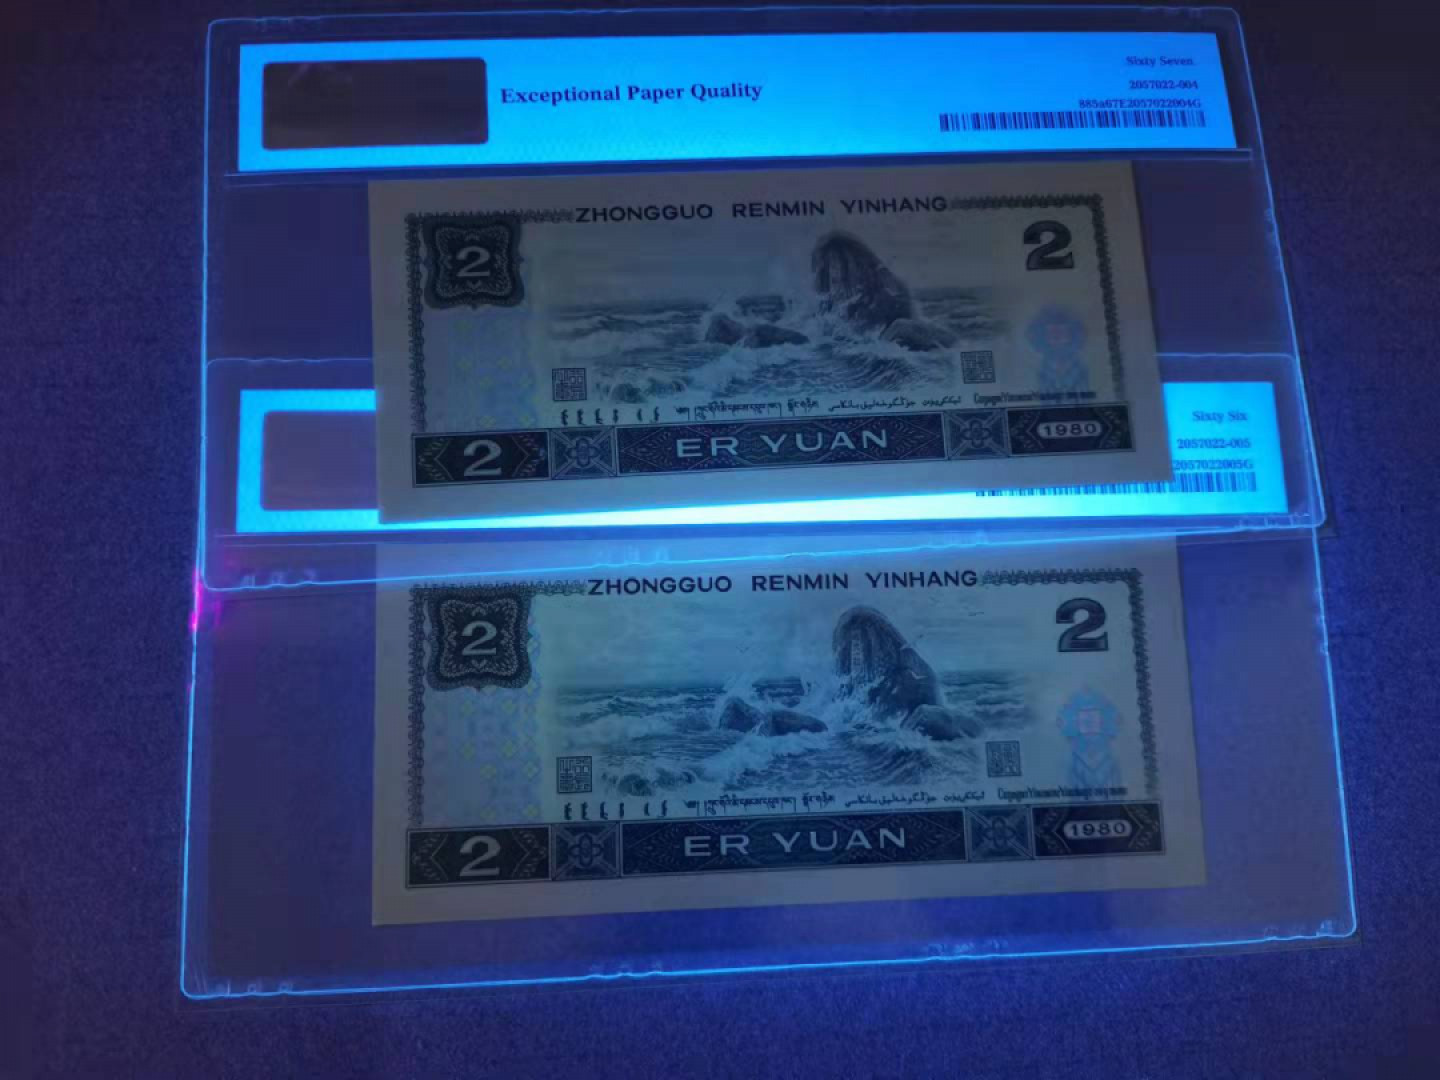 Exceptional Paper Quality
Sixty Seven
2057022-004
885a67E2057022004G
ZHONGGUO RENMIN YINHANG
2
2
2
ER YUAN
1980
Sixty Six
2057022-005
2057022005G
ZHONGGUO RENMIN YINHANG
2
2
2
ER YUAN
1980